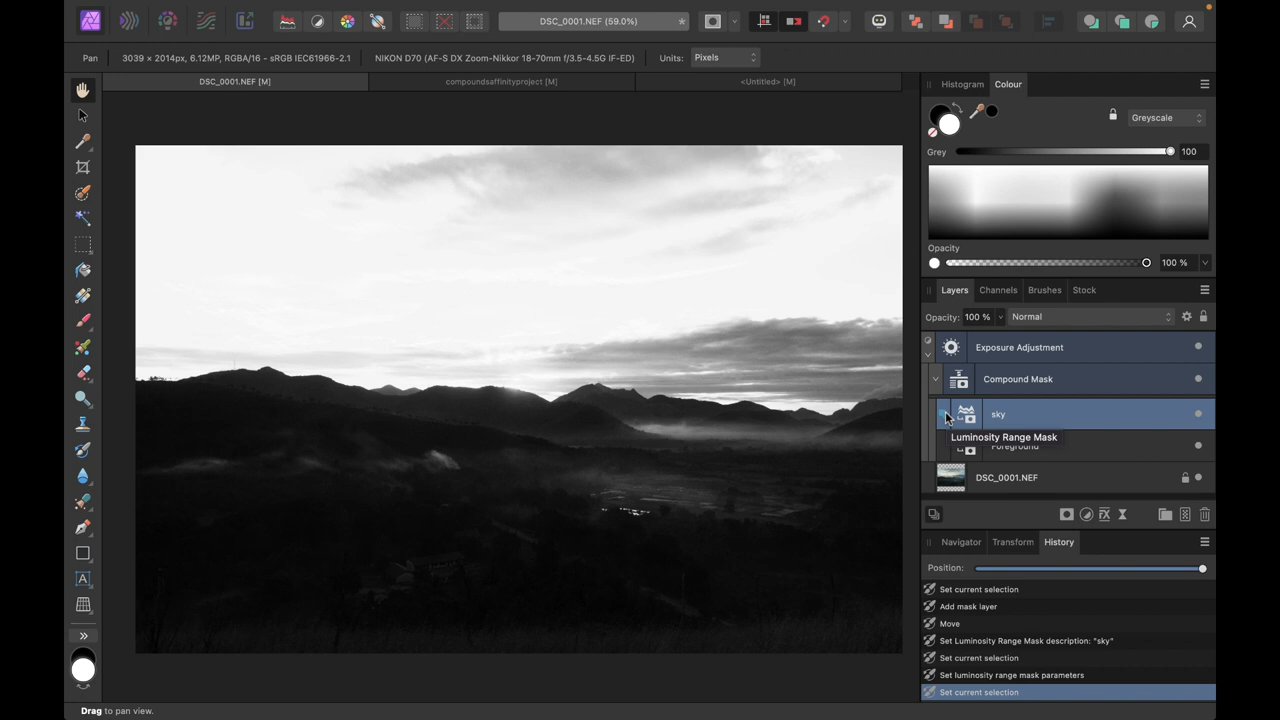 DSC_0001.NEF (59.0%)
*
Pan
3039 × 2014px, 6.12MP, RGBA/16 - sRGB IEC61966-2.1
NIKON D70 (AF-S DX Zoom-Nikkor 18-70mm f/3.5-4.5G IF-ED)
Units:
Pixels
DSC_0001.NEF [M]
compoundsaffinityproject [M]
<Untitled> [M]
Histogram
Colour
Greyscale
Grey
100
Opacity
100 %
Layers
Channels
Brushes
Stock
Opacity:
100 %
Normal
Exposure Adjustment
Compound Mask
sky
Luminosity Range Mask
Foreground
DSC_0001.NEF
Navigator
Transform
History
Position:
Set current selection
Add mask layer
Move
Set Luminosity Range Mask description: "sky"
Set current selection
Set luminosity range mask parameters
Set current selection
A
Drag to pan view.